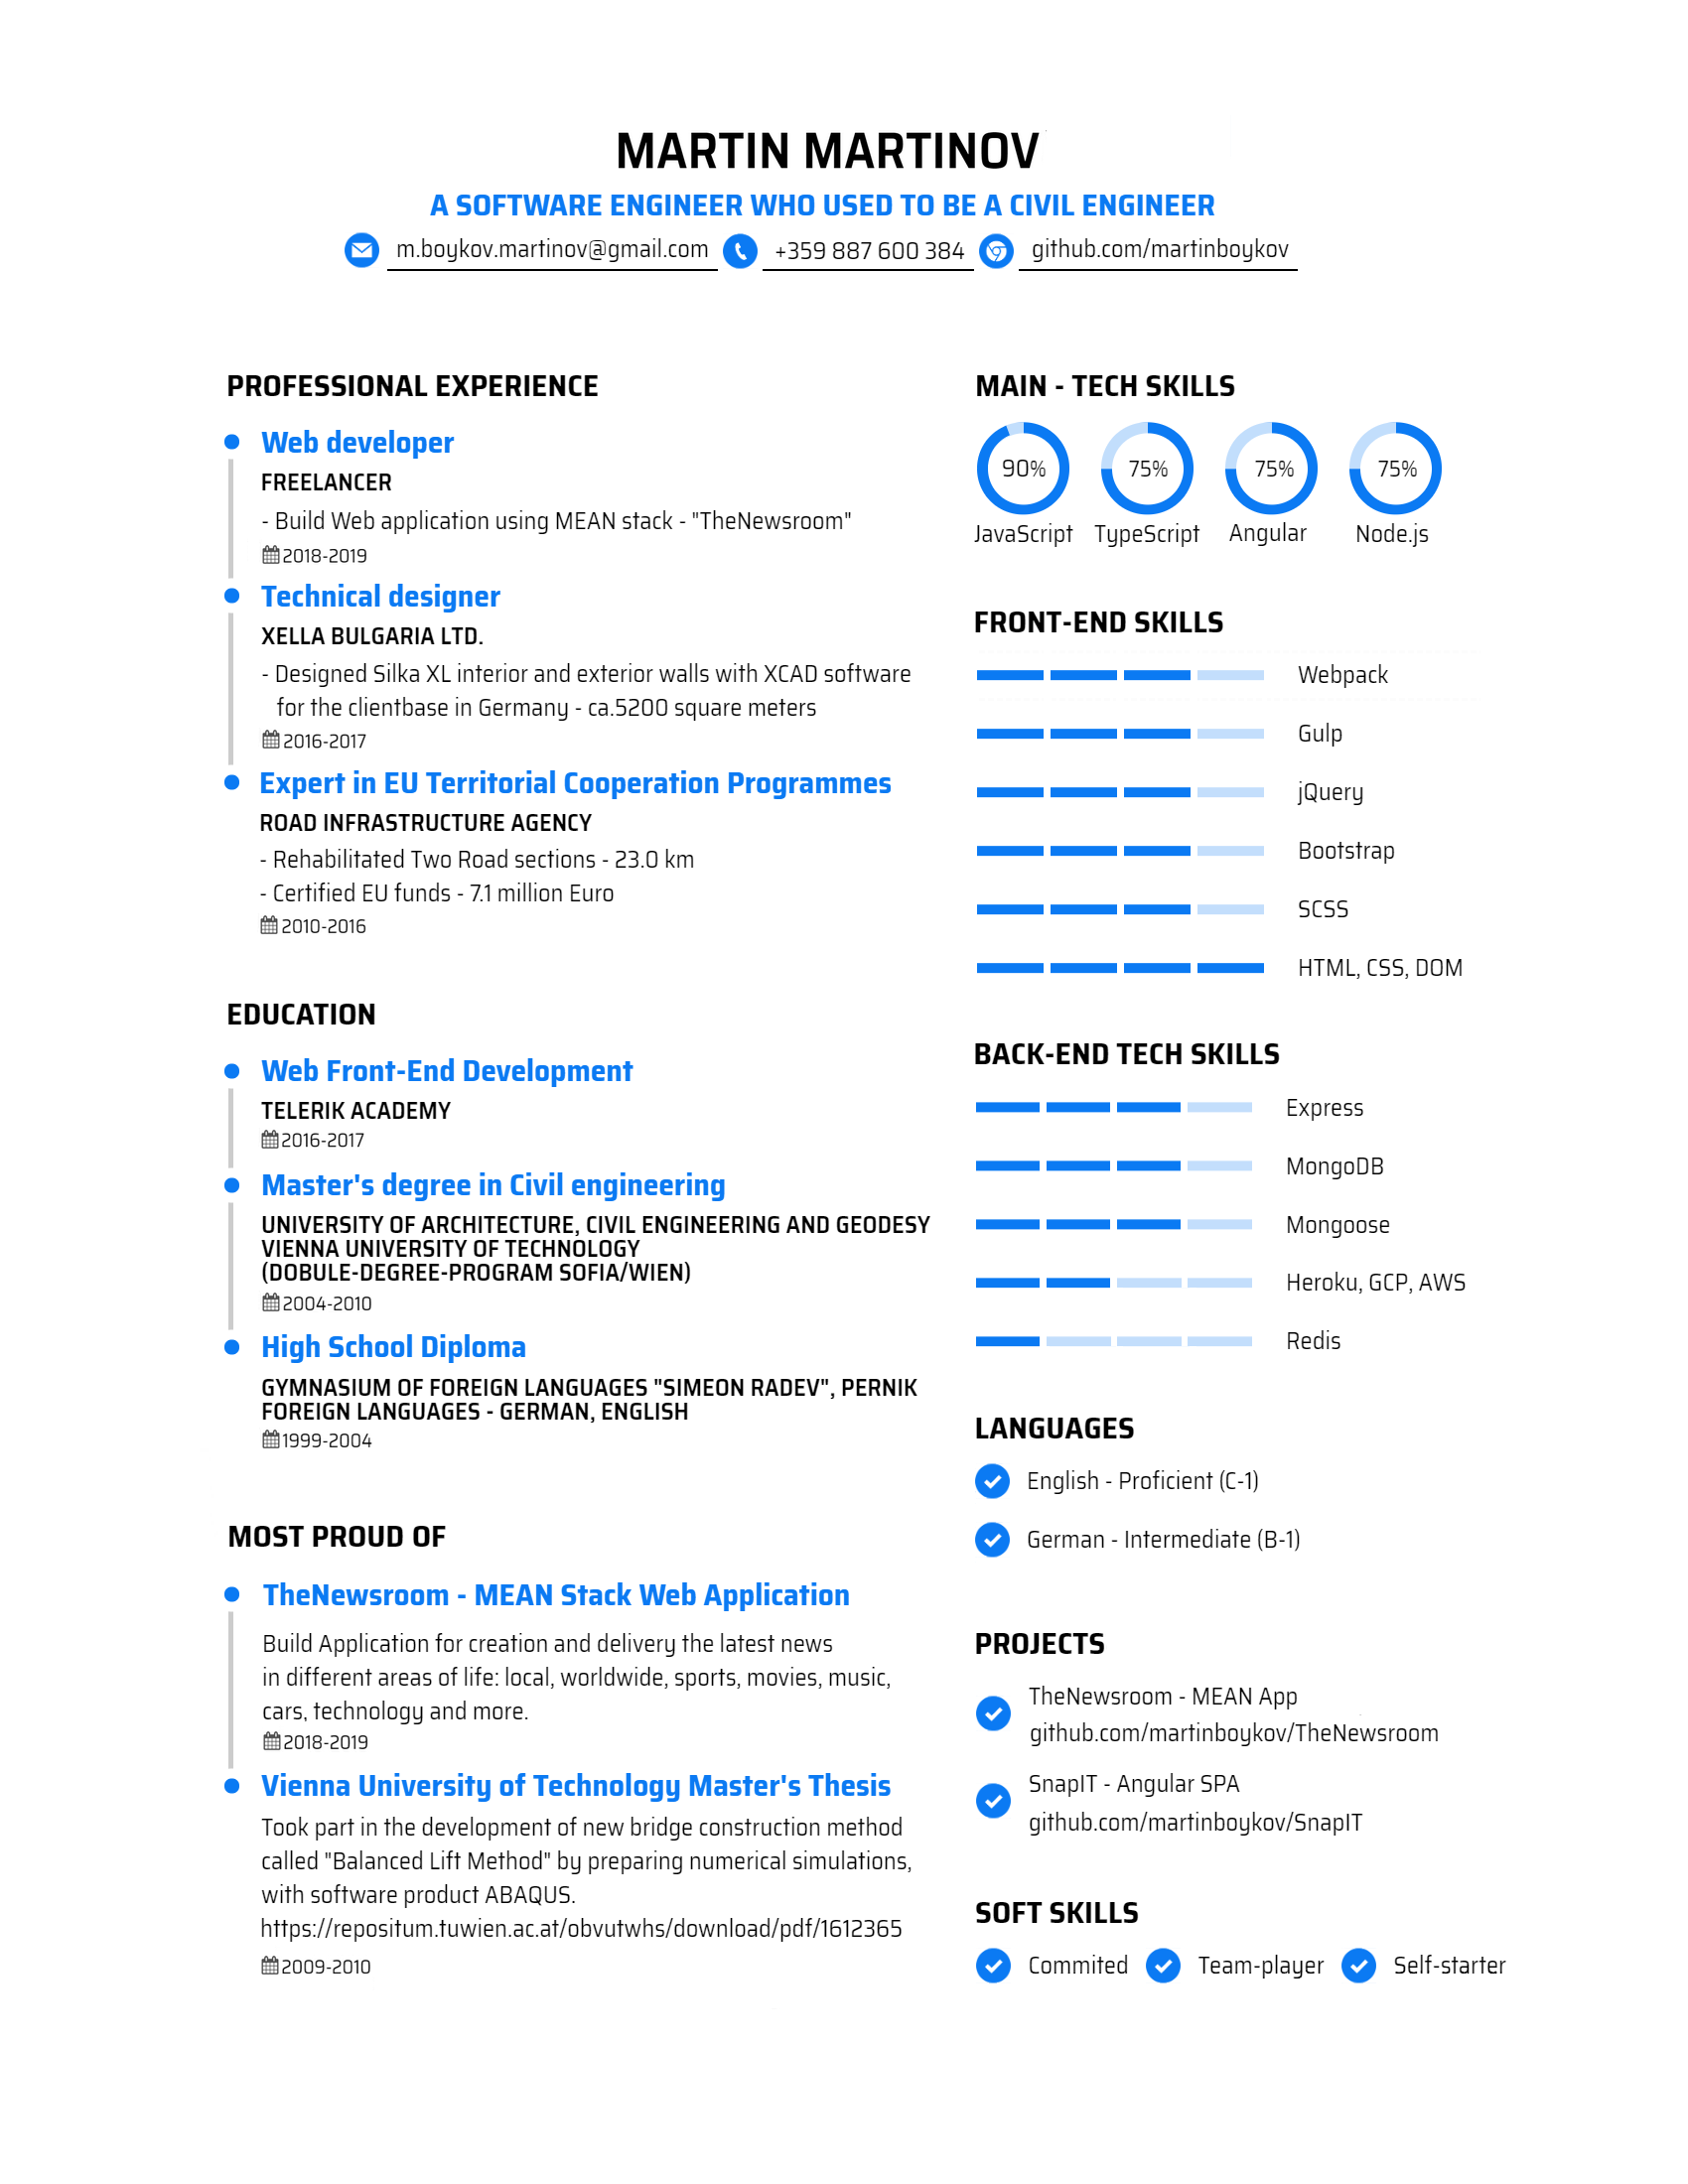 MARTIN MARTINOV
A SOFTWARE ENGINEER WHO USED TO BE A CIVIL ENGINEER
m.boykov.martinov@gmail.com +359 887 600 384 github.com/martinboykov
PROFESSIONAL EXPERIENCE
Web developer
FREELANCER
- Build Web application using MEAN stack - "TheNewsroom"
2018-2019
Technical designer
XELLA BULGARIA LTD.
- Designed Silka XL interior and exterior walls with XCAD software
for the clientbase in Germany - ca.5200 square meters
2016-2017
Expert in EU Territorial Cooperation Programmes
ROAD INFRASTRUCTURE AGENCY
- Rehabilitated Two Road sections - 23.0 km
- Certified EU funds - 7.1 million Euro
2010-2016
EDUCATION
Web Front-End Development
TELERIK ACADEMY
2016-2017
Master's degree in Civil engineering
UNIVERSITY OF ARCHITECTURE, CIVIL ENGINEERING AND GEODESY
VIENNA UNIVERSITY OF TECHNOLOGY
(DOBULE-DEGREE-PROGRAM SOFIA/WIEN)
2004-2010
High School Diploma
GYMNASIUM OF FOREIGN LANGUAGES "SIMEON RADEV", PERNIK
FOREIGN LANGUAGES - GERMAN, ENGLISH
1999-2004
MOST PROUD OF
TheNewsroom - MEAN Stack Web Application
Build Application for creation and delivery the latest news
in different areas of life: local, worldwide, sports, movies, music,
cars, technology and more.
2018-2019
Vienna University of Technology Master's Thesis
Took part in the development of new bridge construction method
called "Balanced Lift Method" by preparing numerical simulations,
with software product ABAQUS.
https://repositum.tuwien.ac.at/obvutwhs/download/pdf/1612365
2009-2010
MAIN - TECH SKILLS
90% 75% 75% 75%
JavaScript TypeScript Angular Node.js
FRONT-END SKILLS
Webpack
Gulp
jQuery
Bootstrap
SCSS
HTML, CSS, DOM
BACK-END TECH SKILLS
Express
MongoDB
Mongoose
Heroku, GCP, AWS
Redis
LANGUAGES
English - Proficient (C-1)
German - Intermediate (B-1)
PROJECTS
TheNewsroom - MEAN App
github.com/martinboykov/TheNewsroom
SnapIT - Angular SPA
github.com/martinboykov/SnapIT
SOFT SKILLS
Commited Team-player Self-starter